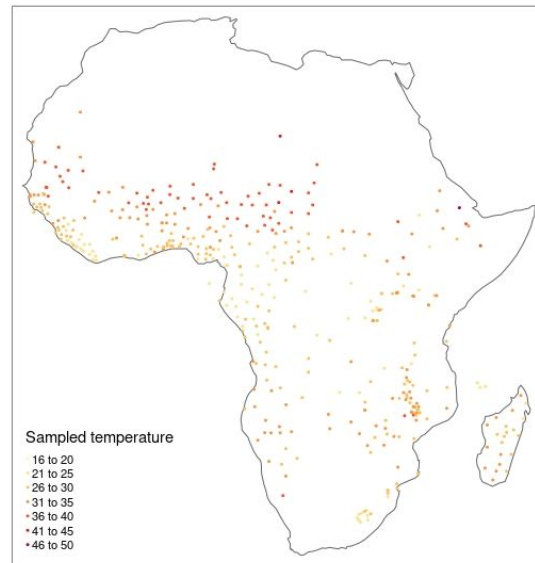 Sampled temperature
16 to 20
21 to 25
26 to 30
31 to 35
36 to 40
41 to 45
46 to 50